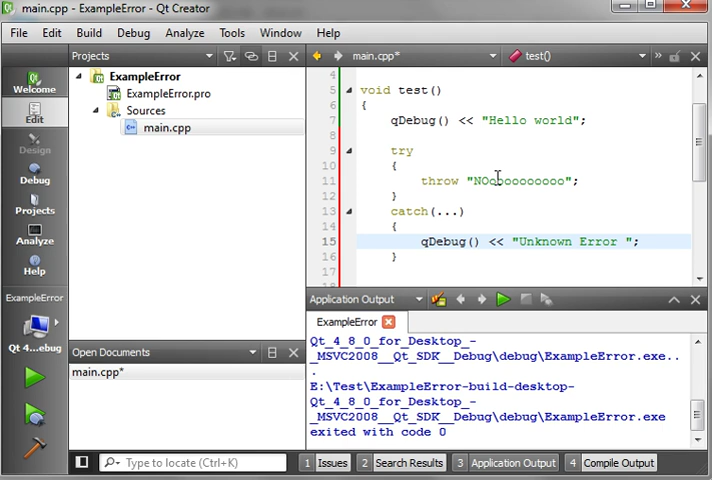 main.cpp - ExampleError - Qt Creator
File Edit Build Debug Analyze Tools Window Help
Projects
main.cpp*
test()
Welcome
Edit
Design
Debug
Projects
Analyze
Help
ExampleError
Qt 4...ebug
ExampleError
ExampleError.pro
Sources
main.cpp
Open Documents
main.cpp*
4
5 void test()
6 {
7 qDebug() << "Hello world";
8
9 try
10 {
11 throw "NOoooooooooo";
12 }
13 catch(...)
14 {
15 qDebug() << "Unknown Error ";
16 }
17
Application Output
ExampleError
Qt_4_8_0_for_Desktop_-
_MSVC2008__Qt_SDK__Debug\debug\ExampleError.exe..
.
E:\Test\ExampleError-build-desktop-
Qt_4_8_0_for_Desktop_-
_MSVC2008__Qt_SDK__Debug\debug\ExampleError.exe
exited with code 0
Type to locate (Ctrl+K)
1 Issues
2 Search Results
3 Application Output
4 Compile Output